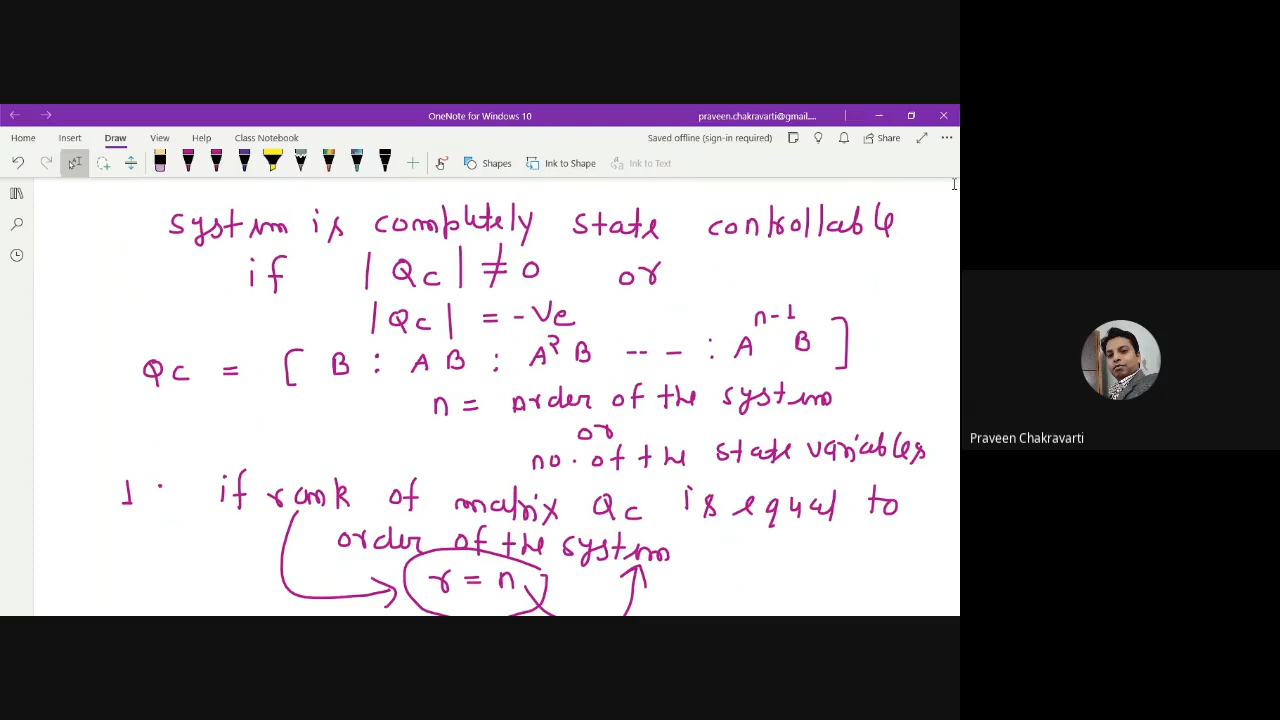 OneNote for Windows 10
praveen.chakravarti@gmail....
Home Insert Draw View Help Class Notebook
Saved offline (sign-in required) Share
Shapes Ink to Shape Ink to Text
system is completely state controllable
if |Qc| ≠ 0 or
|Qc| = -ve
Qc = [ B : AB : A²B --- : Aⁿ⁻¹ B ]
n = order of the system
or
no. of the state variables
1. if rank of matrix Qc is equal to
order of the system
r = n
Praveen Chakravarti